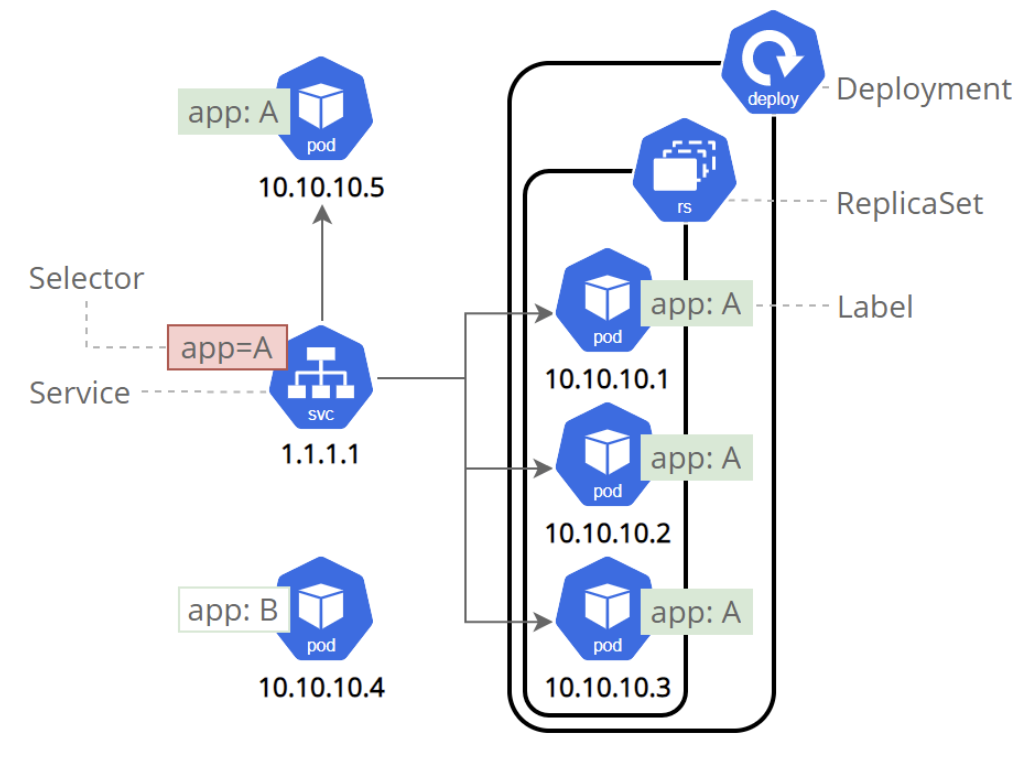 deploy
Deployment
app: A
pod
10.10.10.5
rs
ReplicaSet
Selector
app=A
Service
svc
1.1.1.1
pod
app: A
Label
10.10.10.1
pod
app: A
10.10.10.2
app: B
pod
10.10.10.4
pod
app: A
10.10.10.3